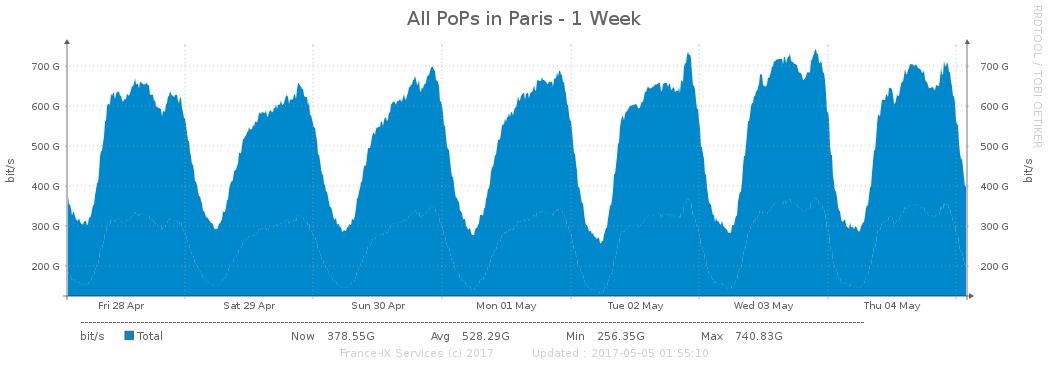 All PoPs in Paris - 1 Week
RRDTOOL / TOBI OETIKER
bit/s
700 G
600 G
500 G
400 G
300 G
200 G
700 G
600 G
500 G
400 G
300 G
200 G
bit/s
Fri 28 Apr Sat 29 Apr Sun 30 Apr Mon 01 May Tue 02 May Wed 03 May Thu 04 May
bit/s Total Now 378.55G Avg 528.29G Min 256.35G Max 740.83G
France-IX Services (c) 2017 Updated : 2017-05-05 01:55:10